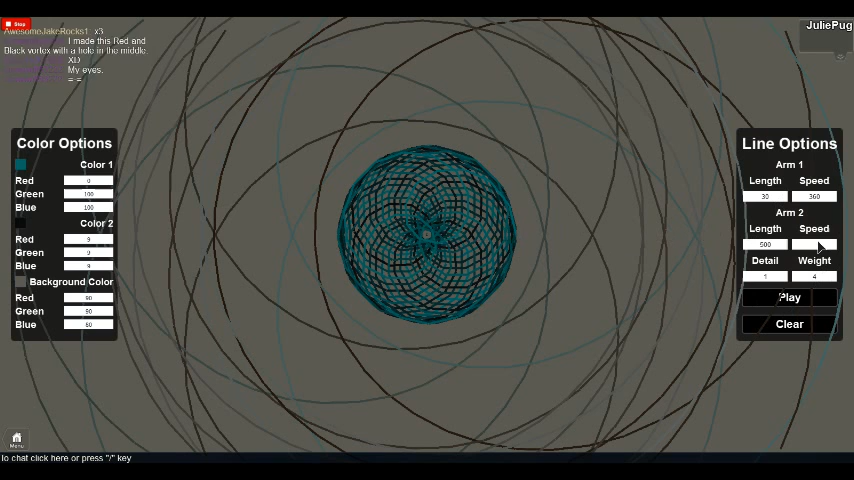 Stop
AwesomeJakeRocks1 x3
I made this Red and
Black vortex with a hole in the middle.
XD
My eyes.
=-=
JuliePug
Color Options
Color 1
Red 0
Green 100
Blue 100
Color 2
Red 9
Green 9
Blue 9
Background Color
Red 90
Green 90
Blue 80
Line Options
Arm 1
Length Speed
30 360
Arm 2
Length Speed
500
Detail Weight
1 4
Play
Clear
Menu
To chat click here or press "/" key